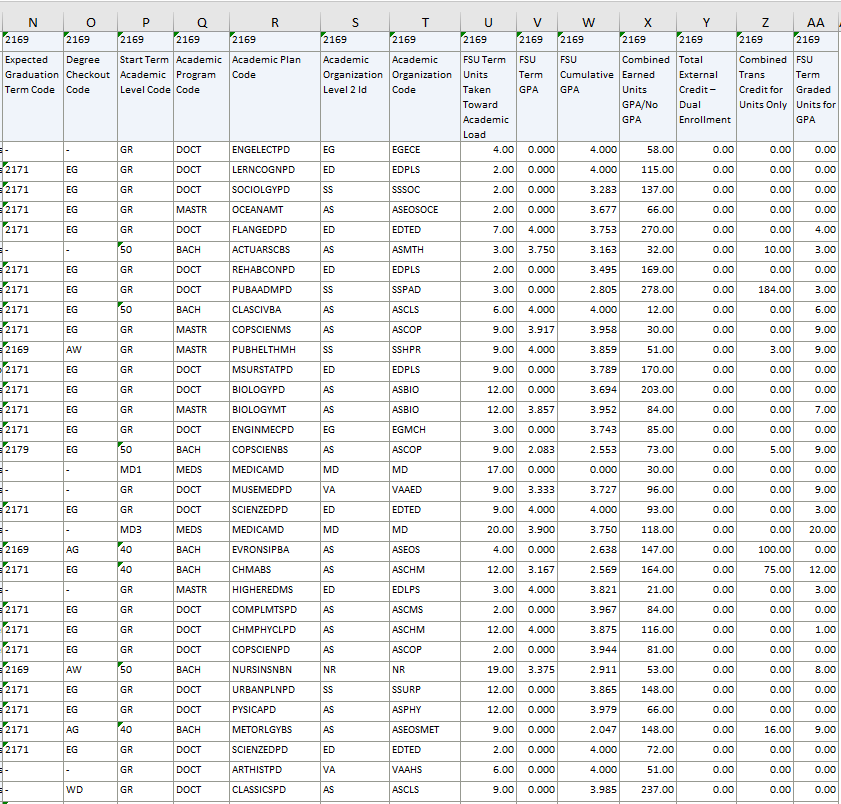 N O P Q R S T U V W X Y Z AA
2169 2169 2169 2169 2169 2169 2169 2169 2169 2169 2169 2169 2169 2169
Expected Graduation Term Code Degree Checkout Code Start Term Academic Level Code Academic Program Code Academic Plan Code Academic Organization Level 2 Id Academic Organization Code FSU Term Units Taken Toward Academic Load FSU Term GPA FSU Cumulative GPA Combined Earned Units GPA/No GPA Total External Credit – Dual Enrollment Combined Trans Credit for Units Only FSU Term Graded Units for GPA
- - GR DOCT ENGELECTPD EG EGECE 4.00 0.000 4.000 58.00 0.00 0.00 0.00
2171 EG GR DOCT LERNCOGNPD ED EDPLS 2.00 0.000 4.000 115.00 0.00 0.00 0.00
2171 EG GR DOCT SOCIOLGYPD SS SSSOC 2.00 0.000 3.283 137.00 0.00 0.00 0.00
2171 EG GR MASTR OCEANAMT AS ASEOSOCE 2.00 0.000 3.677 66.00 0.00 0.00 0.00
2171 EG GR DOCT FLANGEDPD ED EDTED 7.00 4.000 3.753 270.00 0.00 0.00 4.00
- - 50 BACH ACTUARSCBS AS ASMTH 3.00 3.750 3.163 32.00 0.00 10.00 3.00
2171 EG GR DOCT REHABCONPD ED EDPLS 2.00 0.000 3.495 169.00 0.00 0.00 0.00
2171 EG GR DOCT PUBAADMPD SS SSPAD 3.00 0.000 2.805 278.00 0.00 184.00 3.00
2171 EG 50 BACH CLASCIVBA AS ASCLS 6.00 4.000 4.000 12.00 0.00 0.00 6.00
2171 EG GR MASTR COPSCIENMS AS ASCOP 9.00 3.917 3.958 30.00 0.00 0.00 9.00
2169 AW GR MASTR PUBHELTHMH SS SSHPR 9.00 4.000 3.859 51.00 0.00 3.00 9.00
2171 EG GR DOCT MSURSTATPD ED EDPLS 9.00 0.000 3.789 170.00 0.00 0.00 0.00
2171 EG GR DOCT BIOLOGYPD AS ASBIO 12.00 0.000 3.694 203.00 0.00 0.00 0.00
2171 EG GR MASTR BIOLOGYMT AS ASBIO 12.00 3.857 3.952 84.00 0.00 0.00 7.00
2171 EG GR DOCT ENGINMECPD EG EGMCH 3.00 0.000 3.743 85.00 0.00 0.00 0.00
2179 EG 50 BACH COPSCIENBS AS ASCOP 9.00 2.083 2.553 73.00 0.00 5.00 9.00
- - MD1 MEDS MEDICAMD MD MD 17.00 0.000 0.000 30.00 0.00 0.00 0.00
- - GR DOCT MUSEMEDPD VA VAAED 9.00 3.333 3.727 96.00 0.00 0.00 9.00
2171 EG GR DOCT SCIENZEDPD ED EDTED 9.00 4.000 4.000 93.00 0.00 0.00 3.00
- - MD3 MEDS MEDICAMD MD MD 20.00 3.900 3.750 118.00 0.00 0.00 20.00
2169 AG 40 BACH EVRONSIPBA AS ASEOS 4.00 0.000 2.638 147.00 0.00 100.00 0.00
2171 EG 40 BACH CHMABS AS ASCHM 12.00 3.167 2.569 164.00 0.00 75.00 12.00
- - GR MASTR HIGHEREDMS ED EDLPS 3.00 4.000 3.821 21.00 0.00 0.00 3.00
2171 EG GR DOCT COMPLMTSPD AS ASCMS 2.00 0.000 3.967 84.00 0.00 0.00 0.00
2171 EG GR DOCT CHMPHYCLPD AS ASCHM 12.00 4.000 3.875 116.00 0.00 0.00 1.00
2171 EG GR DOCT COPSCIENPD AS ASCOP 2.00 0.000 3.944 81.00 0.00 0.00 0.00
2169 AW 50 BACH NURSINSNBN NR NR 19.00 3.375 2.911 53.00 0.00 0.00 8.00
2171 EG GR DOCT URBANPLNPD SS SSURP 12.00 0.000 3.865 148.00 0.00 0.00 0.00
2171 EG GR DOCT PYSICAPD AS ASPHY 12.00 0.000 3.979 66.00 0.00 0.00 0.00
2171 AG 40 BACH METORLGYBS AS ASEOSMET 9.00 0.000 2.047 148.00 0.00 16.00 9.00
2171 EG GR DOCT SCIENZEDPD ED EDTED 2.00 0.000 4.000 72.00 0.00 0.00 0.00
- - GR DOCT ARTHISTPD VA VAAHS 6.00 0.000 4.000 51.00 0.00 0.00 0.00
- WD GR DOCT CLASSICSPD AS ASCLS 9.00 0.000 3.985 237.00 0.00 0.00 0.00